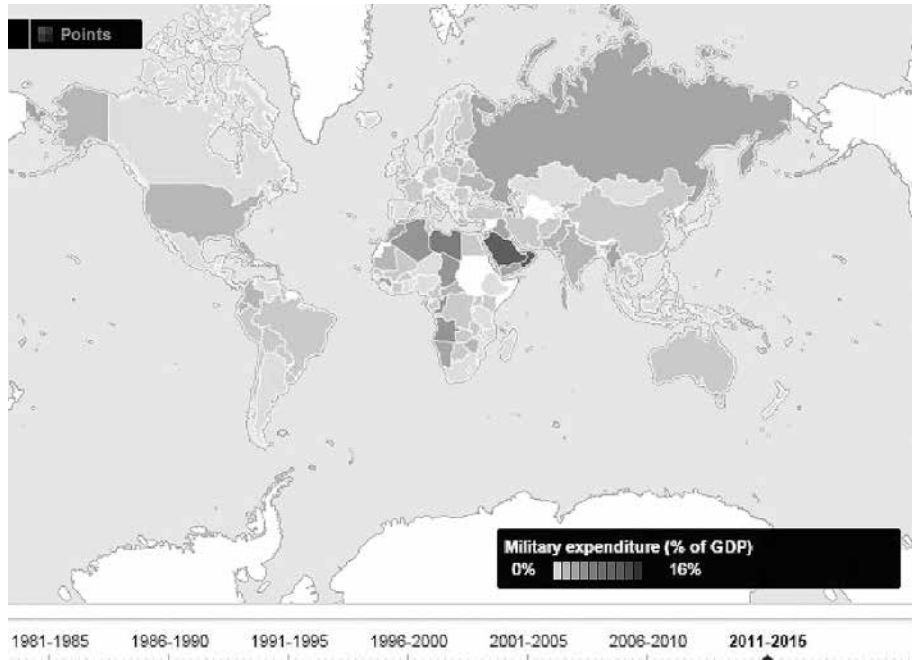 Points
Military expenditure (% of GDP)
0% 16%
1981-1985 1986-1990 1991-1995 1996-2000 2001-2005 2006-2010 2011-2015